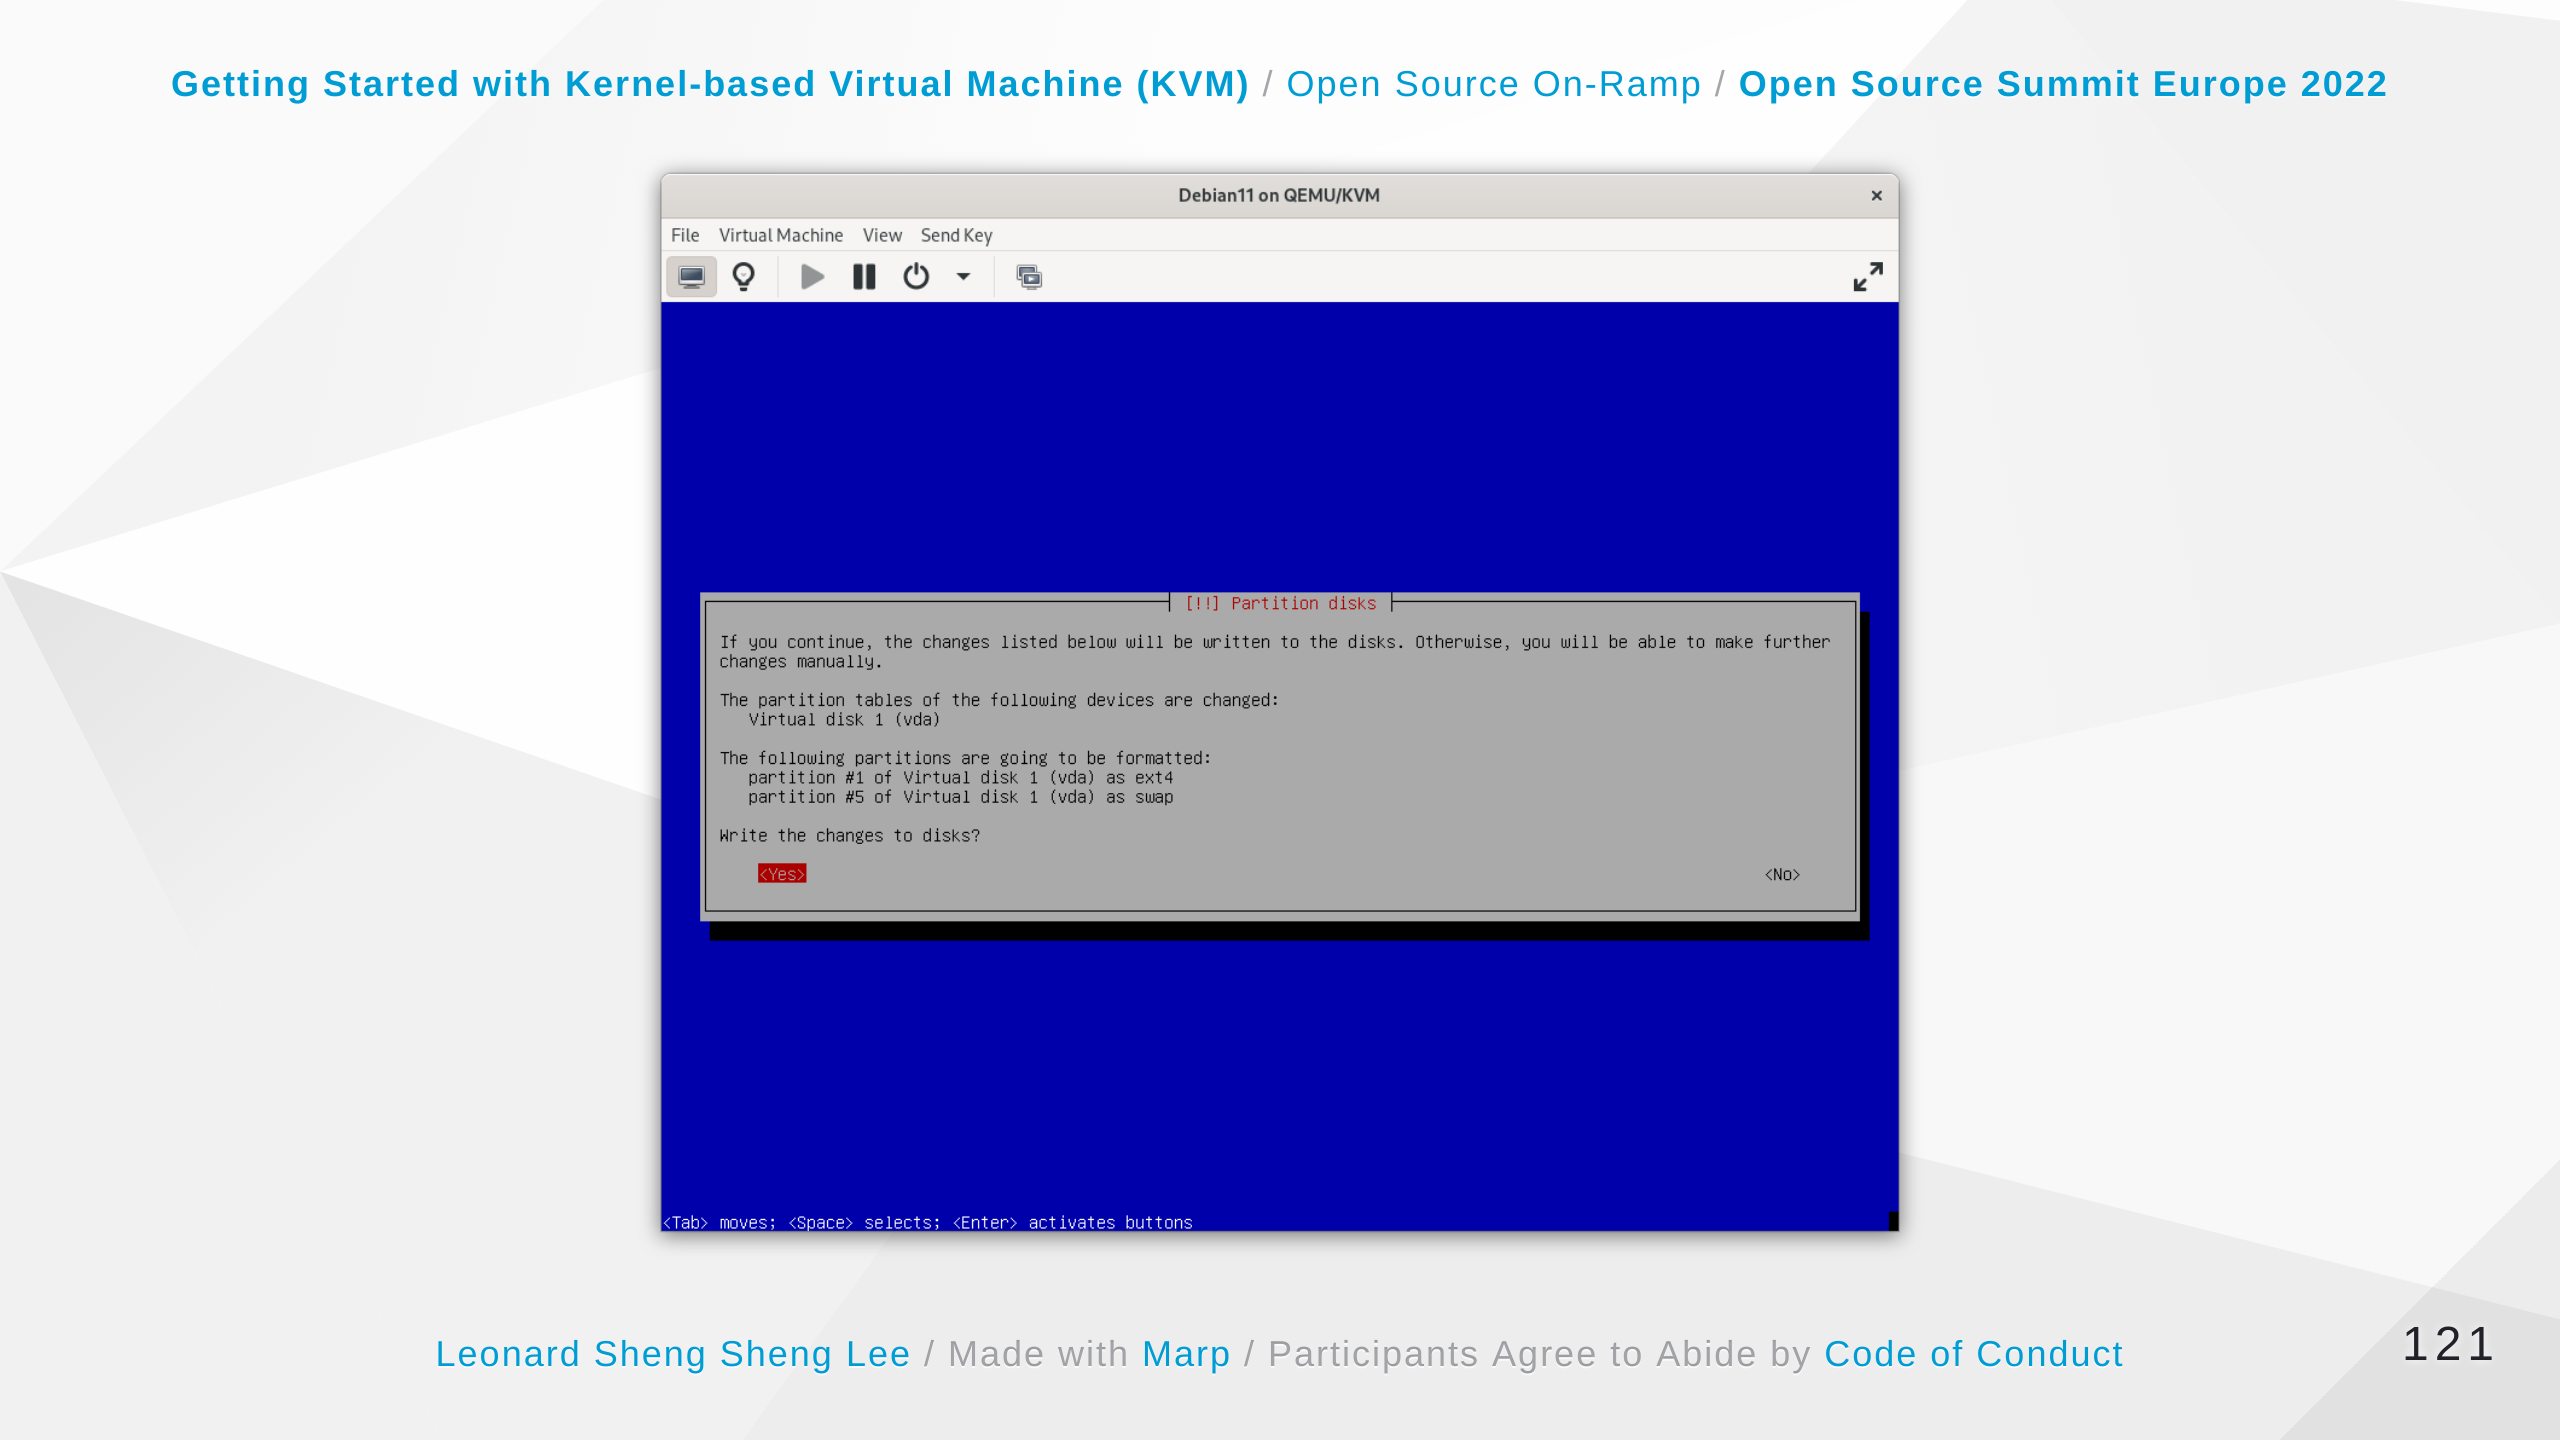 Getting Started with Kernel-based Virtual Machine (KVM) / Open Source On-Ramp / Open Source Summit Europe 2022
Debian11 on QEMU/KVM
File Virtual Machine View Send Key
[!!] Partition disks
If you continue, the changes listed below will be written to the disks. Otherwise, you will be able to make further
changes manually.
The partition tables of the following devices are changed:
Virtual disk 1 (vda)
The following partitions are going to be formatted:
partition #1 of Virtual disk 1 (vda) as ext4
partition #5 of Virtual disk 1 (vda) as swap
Write the changes to disks?
<Yes> <No>
<Tab> moves; <Space> selects; <Enter> activates buttons
Leonard Sheng Sheng Lee / Made with Marp / Participants Agree to Abide by Code of Conduct
121